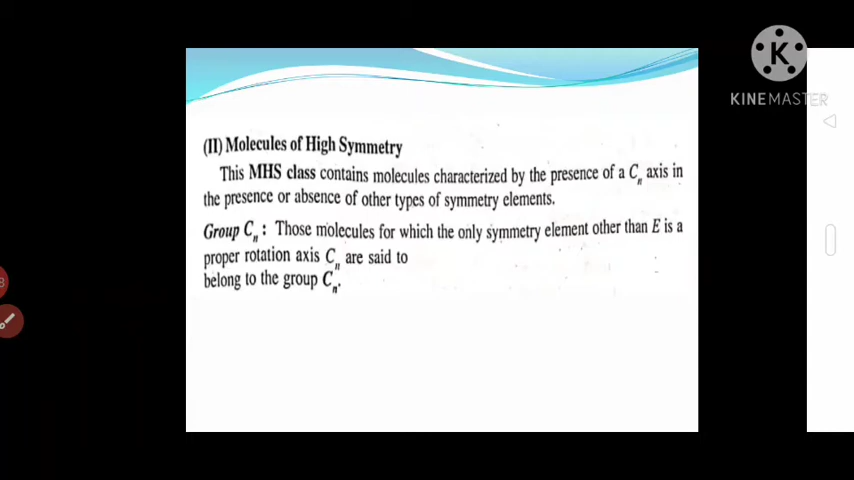 KINEMASTER
(II) Molecules of High Symmetry
This MHS class contains molecules characterized by the presence of a Cn axis in
the presence or absence of other types of symmetry elements.
Group Cn : Those molecules for which the only symmetry element other than E is a
proper rotation axis Cn are said to
belong to the group Cn.